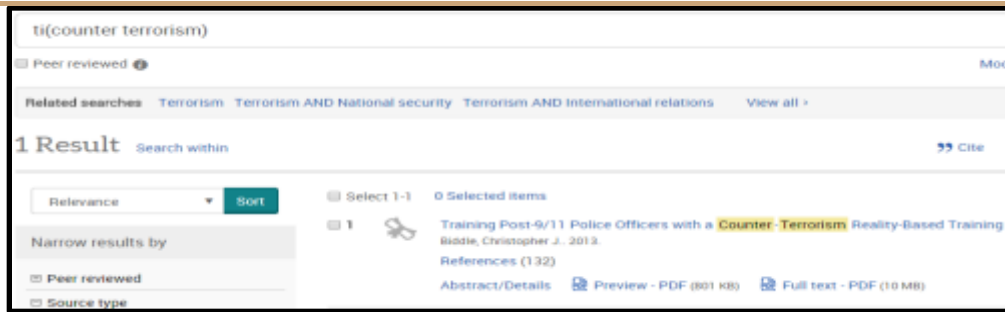 ti(counter terrorism)
Peer reviewed
Related searches Terrorism Terrorism AND National security Terrorism AND International relations View all >
1 Result Search within
Cite
Relevance Sort
Select 1-1 0 Selected items
1 Training Post-9/11 Police Officers with a Counter-Terrorism Reality-Based Training
Biddle, Christopher J.. 2013.
Narrow results by
References (132)
Peer reviewed
Abstract/Details Preview - PDF (801 KB) Full text - PDF (10 MB)
Source type